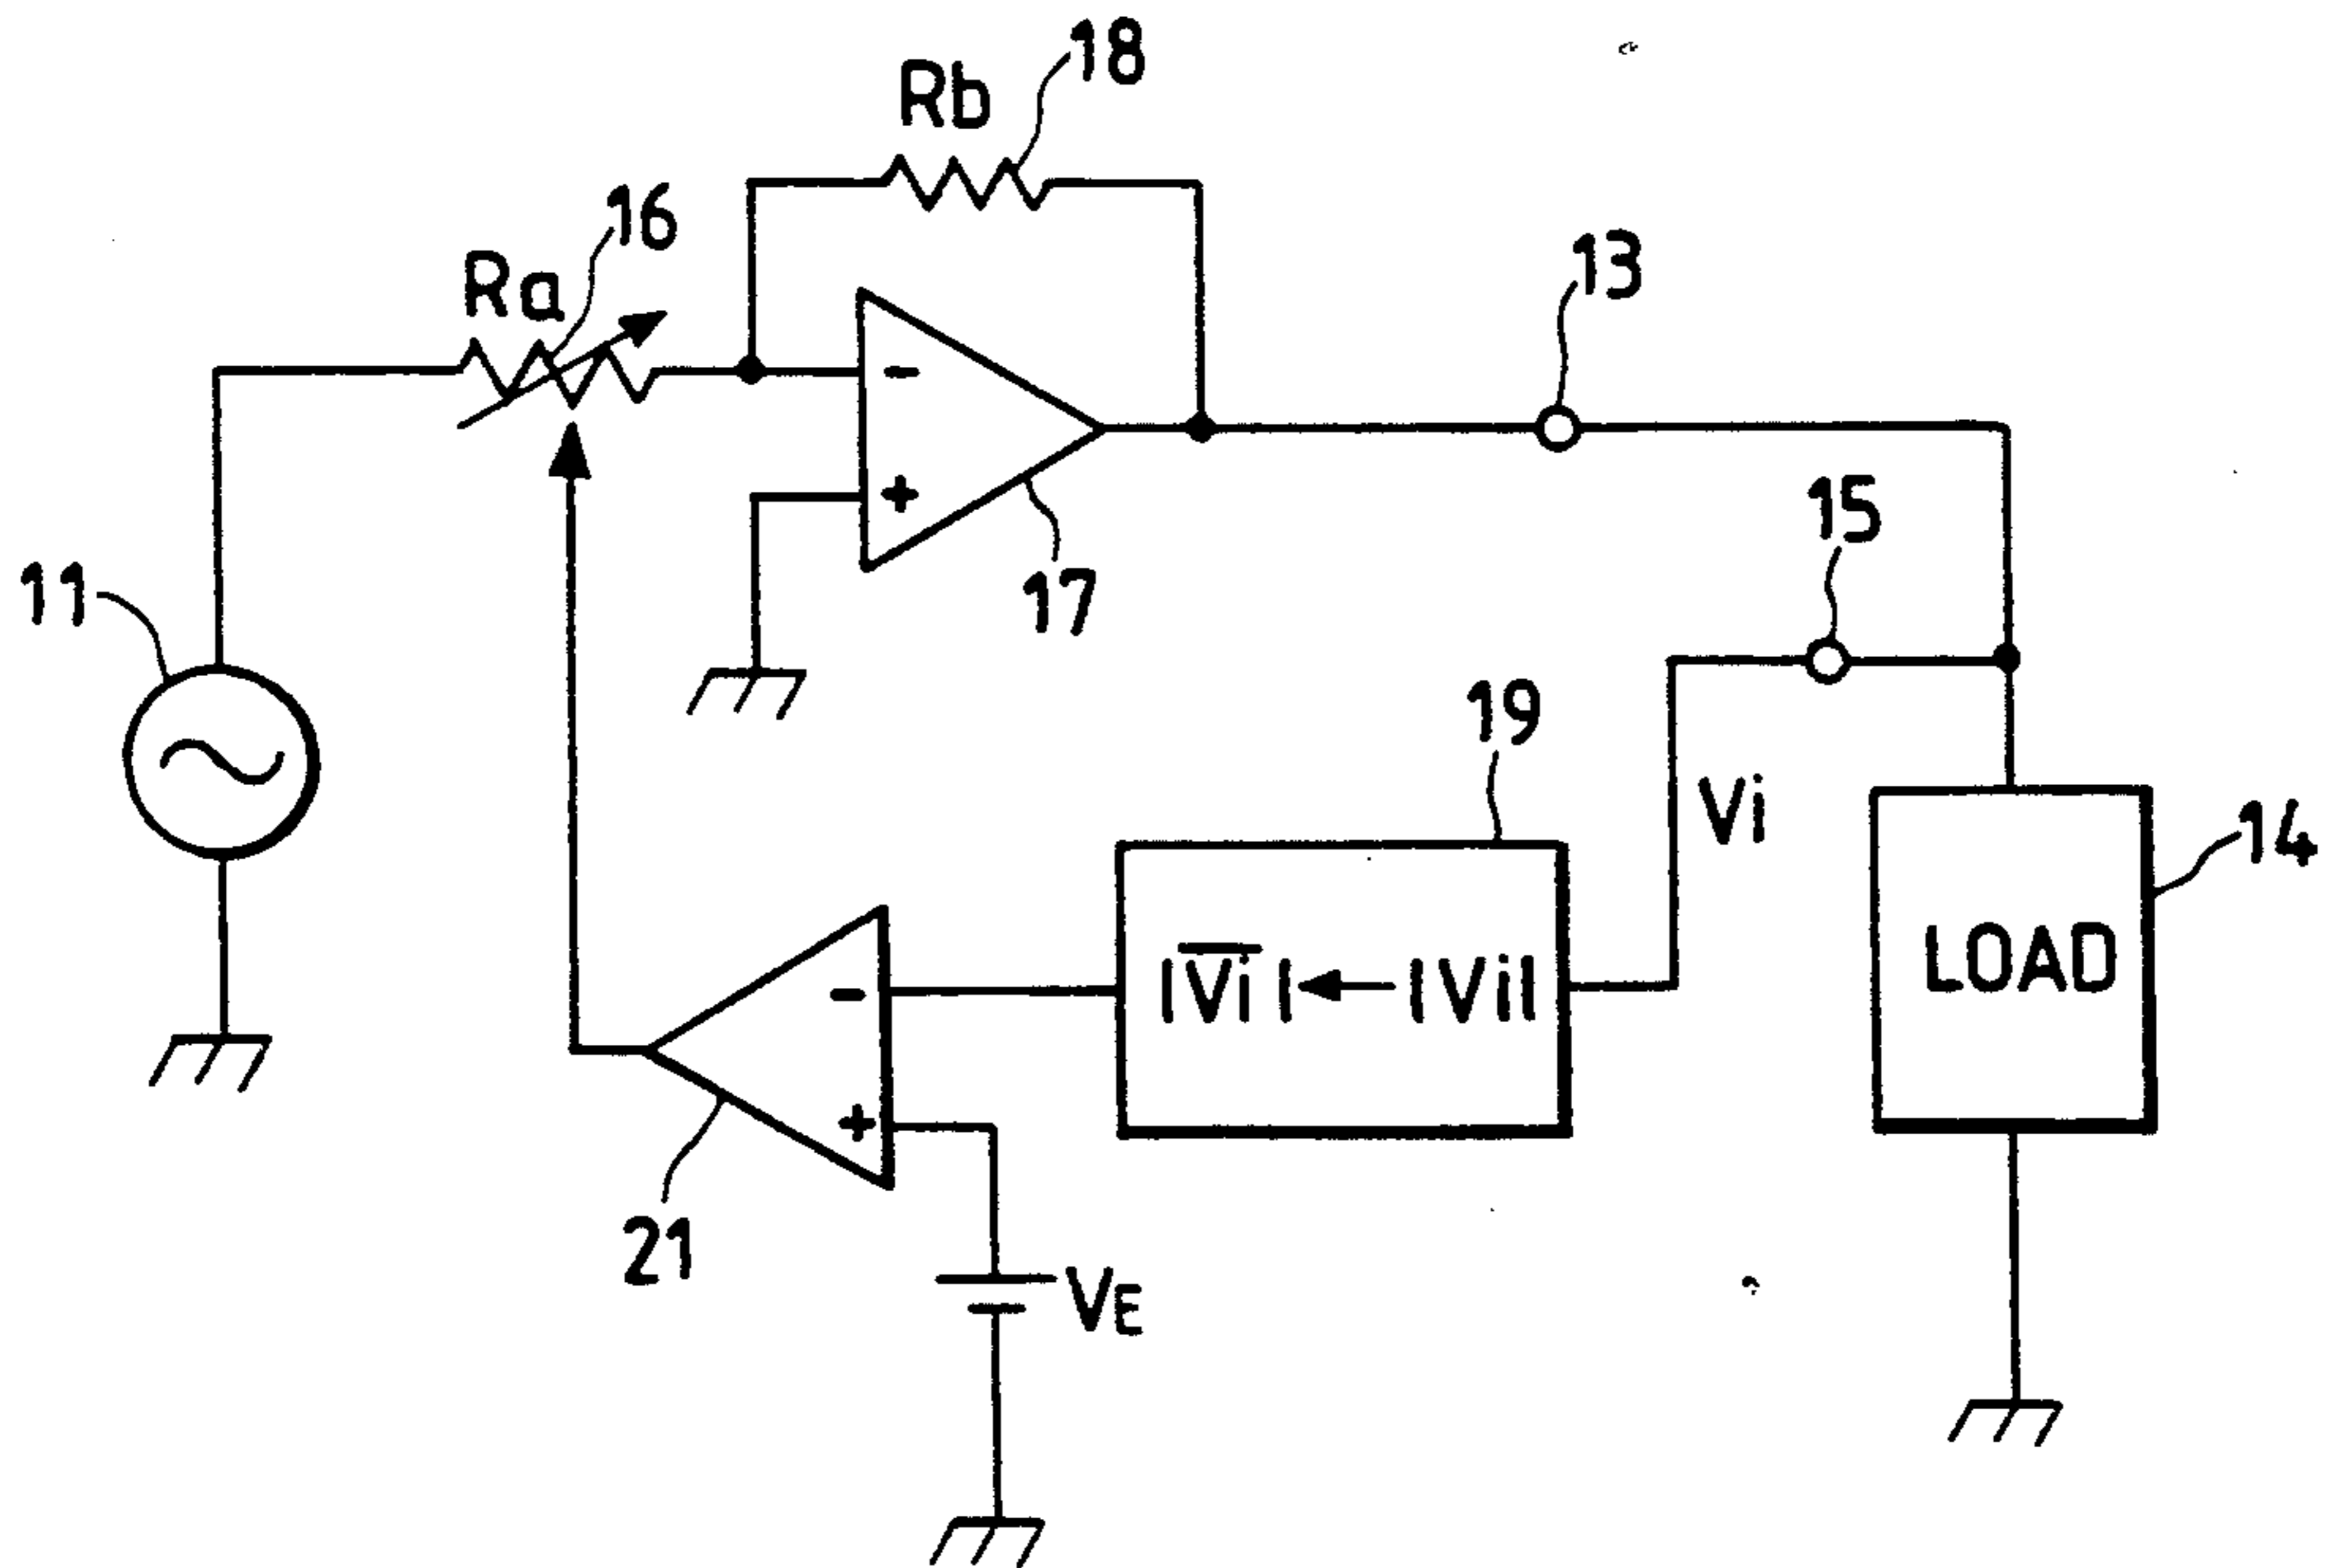 18
Rb
16
Ra
13
-
+
15
11
17
19
Vi
14
|V̅i̅| ← |Vi|
LOAD
-
+
21
VE